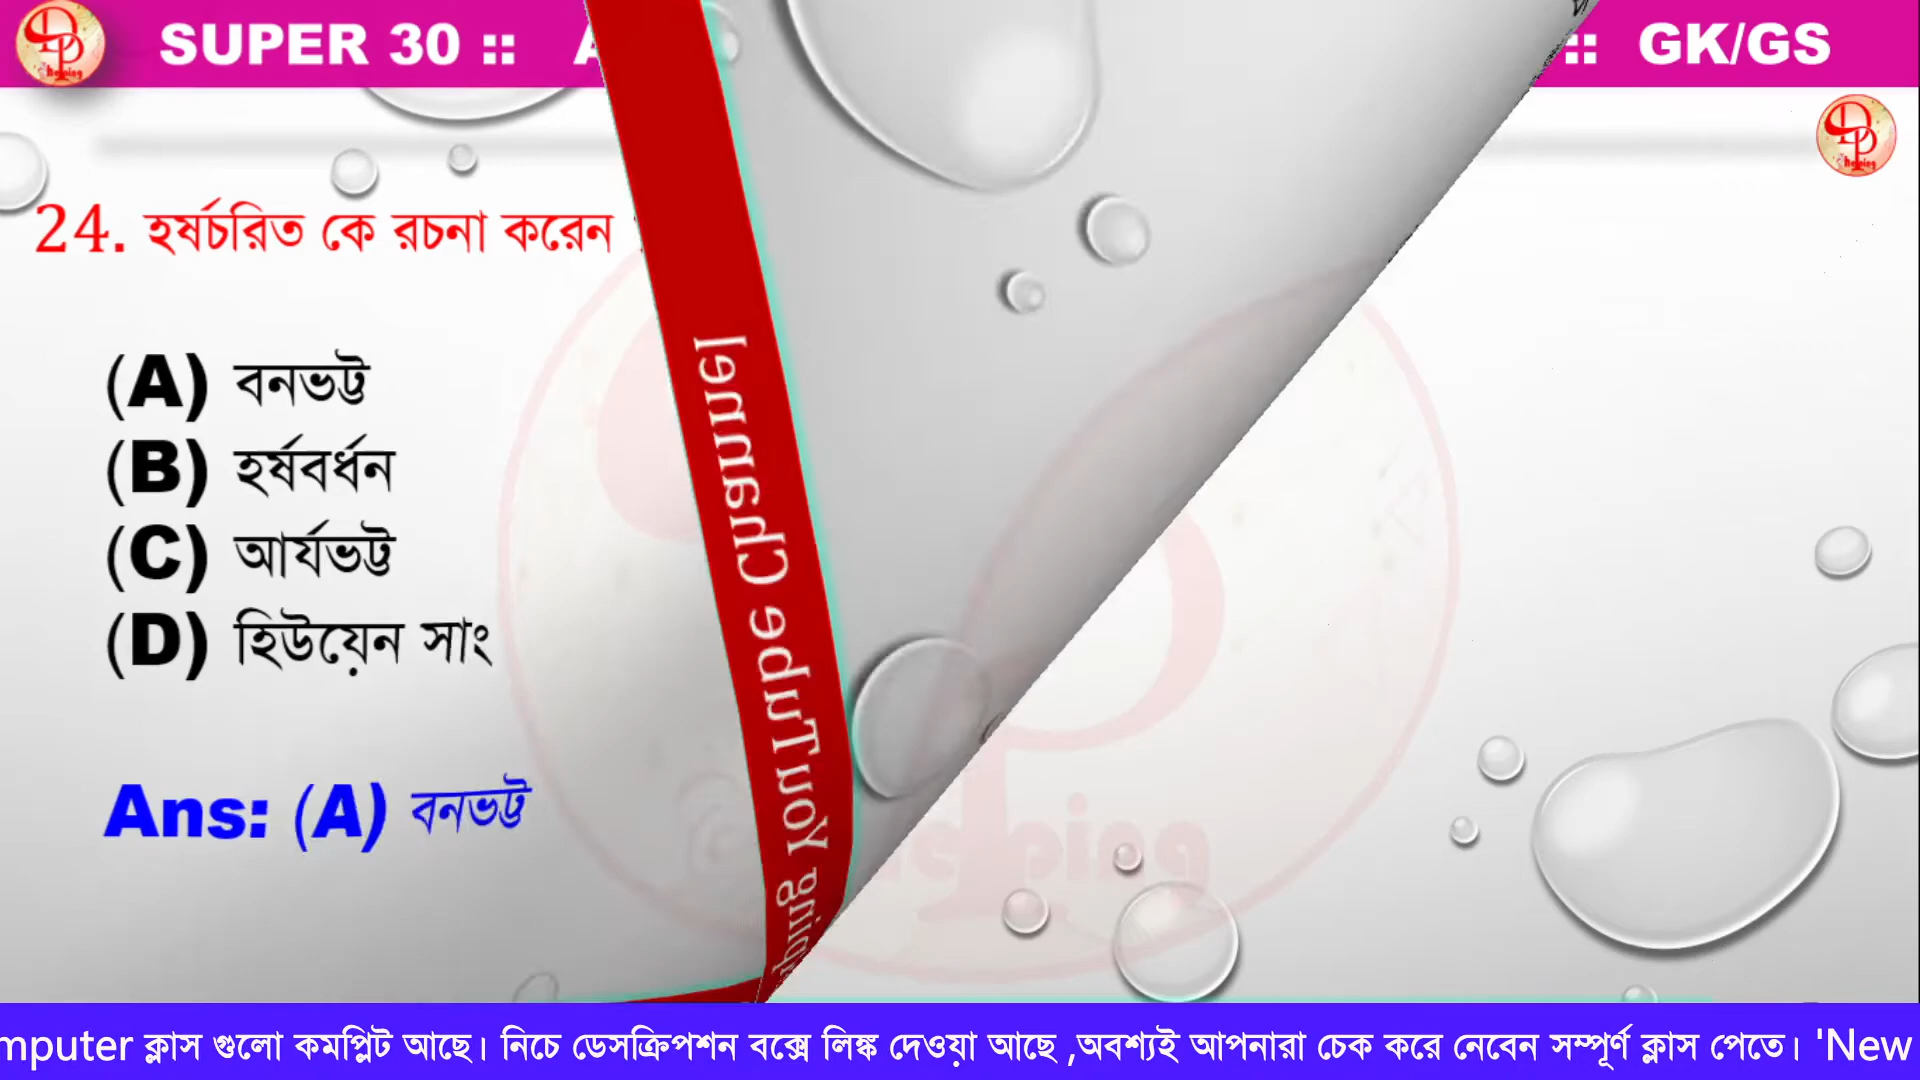 SUPER 30 :: :: GK/GS
24. হর্ষচরিত কে রচনা করেন
(A) বনভট্ট
(B) হর্ষবর্ধন
(C) আর্যভট্ট
(D) হিউয়েন সাং
Ans: (A) বনভট্ট
YouTube Channel
helping
mputer ক্লাস গুলো কমপ্লিট আছে। নিচে ডেসক্রিপশন বক্সে লিঙ্ক দেওয়া আছে ,অবশ্যই আপনারা চেক করে নেবেন সম্পূর্ণ ক্লাস পেতে। 'New